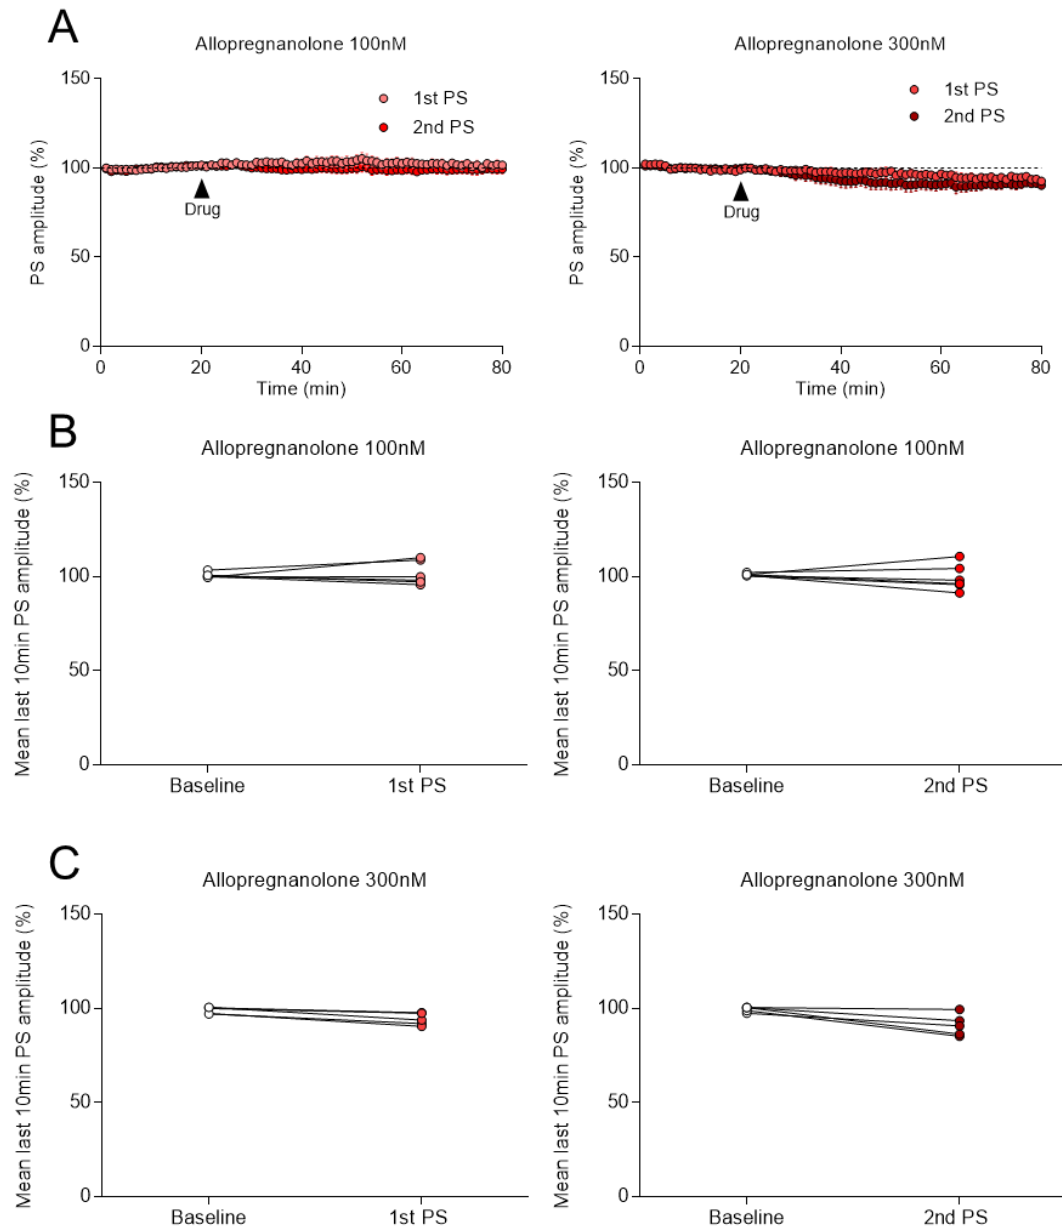 A
Allopregnanolone 100nM
150
100
50
0
PS amplitude (%)
1st PS
2nd PS
Drug
0
20
40
60
80
Time (min)
Allopregnanolone 300nM
150
100
50
0
PS amplitude (%)
1st PS
2nd PS
Drug
0
20
40
60
80
Time (min)
B
Allopregnanolone 100nM
150
100
50
0
Mean last 10min PS amplitude (%)
Baseline
1st PS
Allopregnanolone 100nM
150
100
50
0
Mean last 10min PS amplitude (%)
Baseline
2nd PS
C
Allopregnanolone 300nM
150
100
50
0
Mean last 10min PS amplitude (%)
Baseline
1st PS
Allopregnanolone 300nM
150
100
50
0
Mean last 10min PS amplitude (%)
Baseline
2nd PS